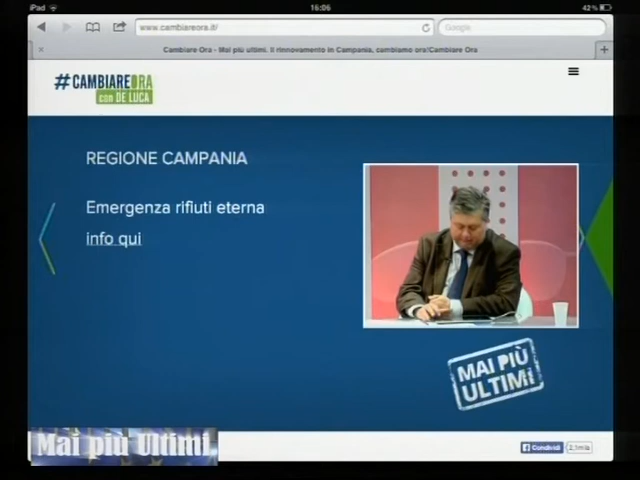 iPad
16:06
42%
www.cambiareora.it/
Google
Cambiare Ora - Mai più ultimi. Il rinnovamento in Campania, cambiamo ora!Cambiare Ora
#CAMBIAREORA
con DE LUCA
REGIONE CAMPANIA
Emergenza rifiuti eterna
info qui
MAI PIÙ
ULTIMI
Mai più Ultimi
Condividi
2,1mila